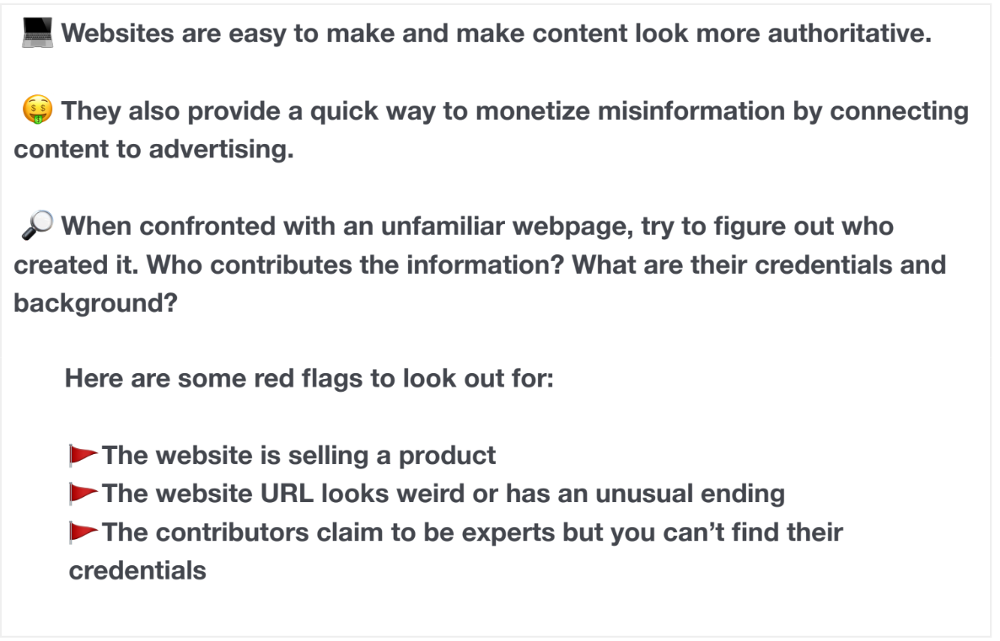 💻 Websites are easy to make and make content look more authoritative.
🤑 They also provide a quick way to monetize misinformation by connecting
content to advertising.
🔎 When confronted with an unfamiliar webpage, try to figure out who
created it. Who contributes the information? What are their credentials and
background?
Here are some red flags to look out for:
🚩The website is selling a product
🚩The website URL looks weird or has an unusual ending
🚩The contributors claim to be experts but you can’t find their
credentials